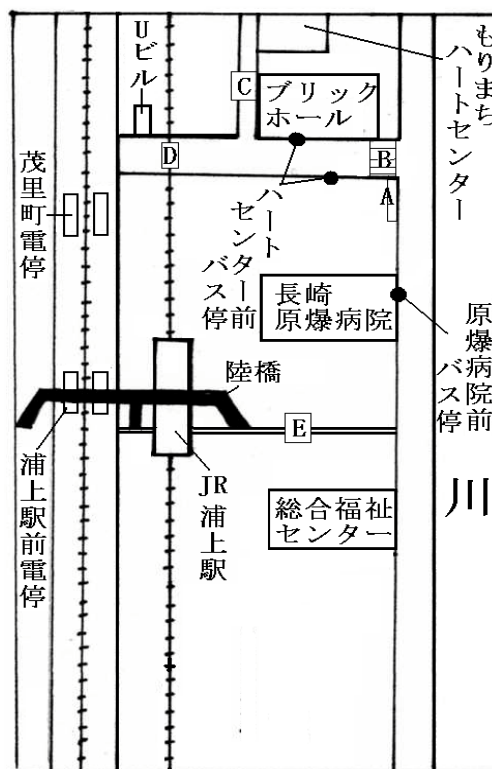 Uビル
C
ブリック
ホール
もりまち
ハートセンター
D
B
A
茂里町電停
ハート
センター前
バス停
長崎
原爆病院
原爆病院前
バス停
陸橋
E
JR
浦上駅
浦上駅前電停
総合福祉
センター
川